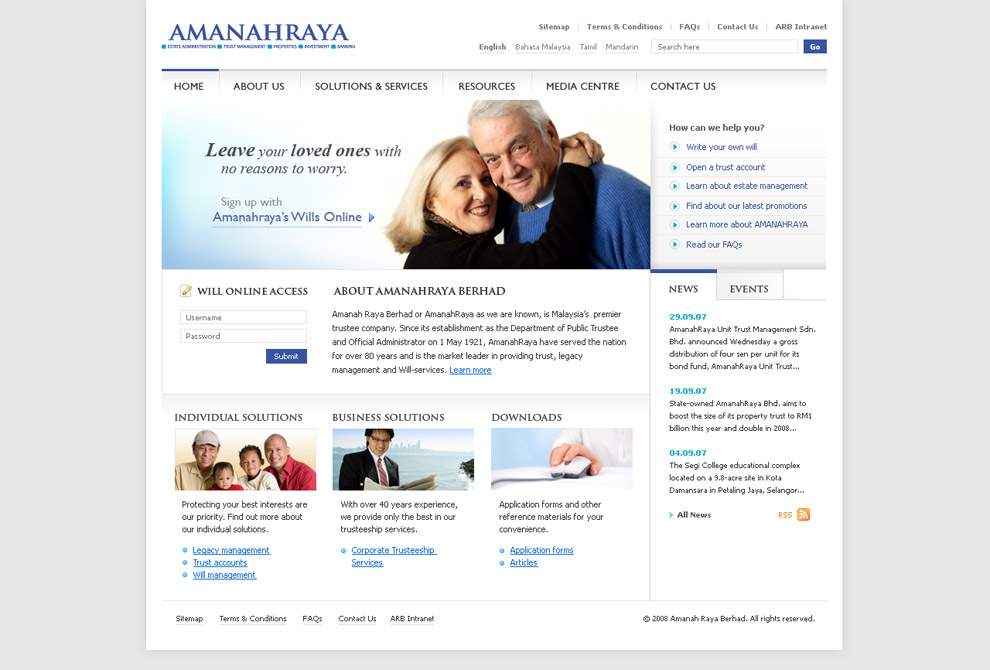 AMANAHRAYA
ESTATE ADMINISTRATION TRUST MANAGEMENT PROPERTIES INVESTMENT BANKING
Sitemap Terms & Conditions FAQs Contact Us ARB Intranet
English Bahasa Malaysia Tamil Mandarin Search here Go
HOME ABOUT US SOLUTIONS & SERVICES RESOURCES MEDIA CENTRE CONTACT US
Leave your loved ones with
no reasons to worry.
Sign up with
Amanahraya's Wills Online
How can we help you?
Write your own will
Open a trust account
Learn about estate management
Find about our latest promotions
Learn more about AMANAHRAYA
Read our FAQs
WILL ONLINE ACCESS
Username
Password
Submit
ABOUT AMANAHRAYA BERHAD
Amanah Raya Berhad or AmanahRaya as we are known, is Malaysia's premier
trustee company. Since its establishment as the Department of Public Trustee
and Official Administrator on 1 May 1921, AmanahRaya have served the nation
for over 80 years and is the market leader in providing trust, legacy
management and Will-services. Learn more
NEWS EVENTS
29.09.07
AmanahRaya Unit Trust Management Sdn.
Bhd. announced Wednesday a gross
distribution of four sen per unit for its
bond fund, AmanahRaya Unit Trust...
19.09.07
State-owned AmanahRaya Bhd. aims to
boost the size of its property trust to RM1
billion this year and double in 2008...
04.09.07
The Segi College educational complex
located on a 9.8-acre site in Kota
Damansara in Petaling Jaya, Selangor...
All News RSS
INDIVIDUAL SOLUTIONS
Protecting your best interests are
our priority. Find out more about
our individual solutions.
Legacy management
Trust accounts
Will management
BUSINESS SOLUTIONS
With over 40 years experience,
we provide only the best in our
trusteeship services.
Corporate Trusteeship
Services
DOWNLOADS
Application forms and other
reference materials for your
convenience.
Application forms
Articles
Sitemap Terms & Conditions FAQs Contact Us ARB Intranet
© 2008 Amanah Raya Berhad. All rights reserved.